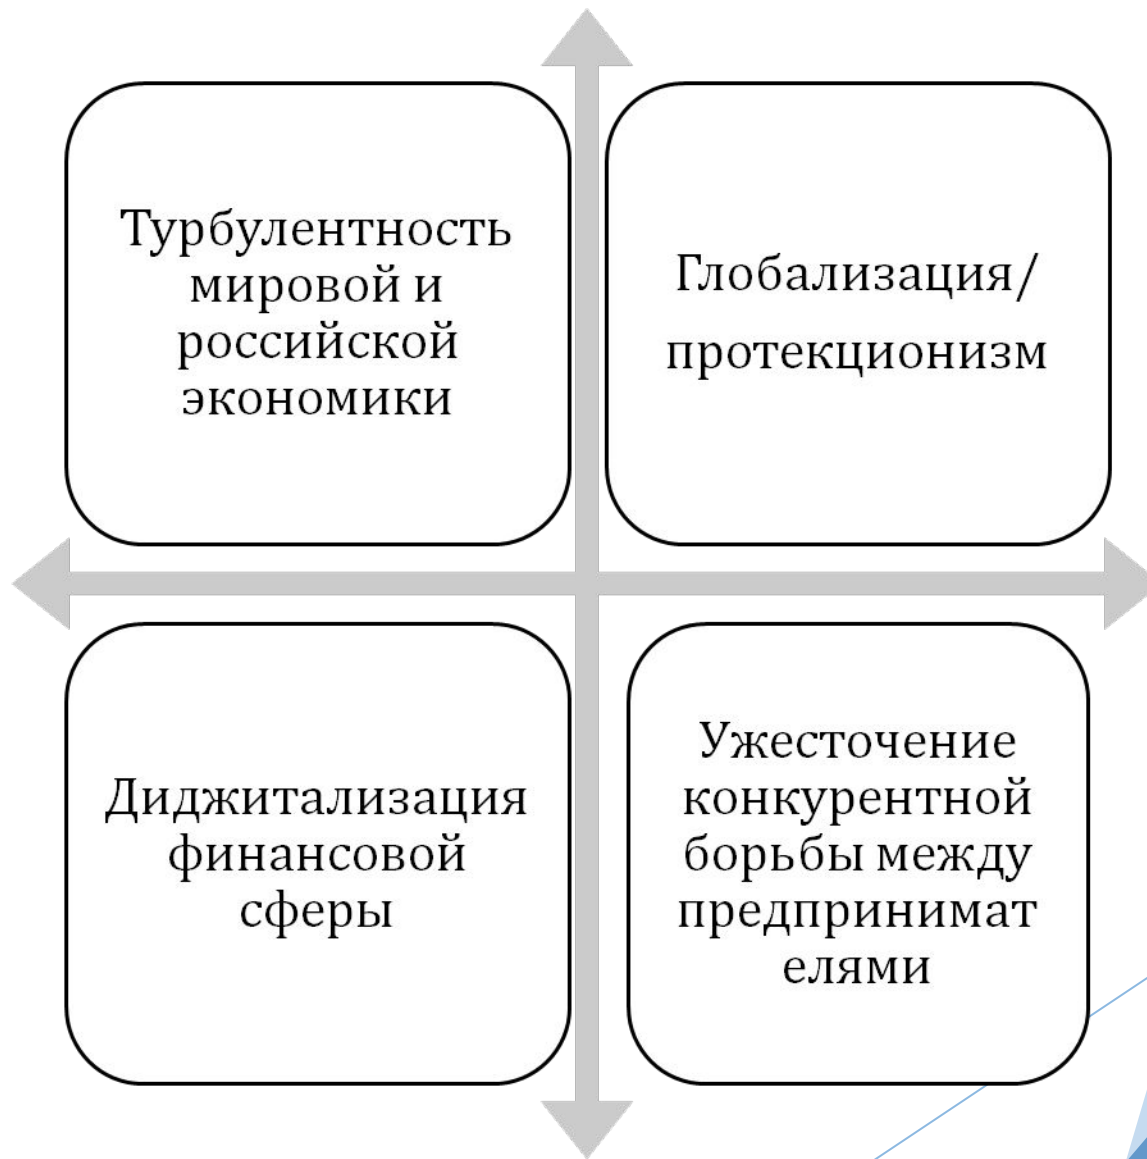 Турбулентность
мировой и
российской
экономики
Глобализация/
протекционизм
Диджитализация
финансовой
сферы
Ужесточение
конкурентной
борьбы между
предпринимат
елями